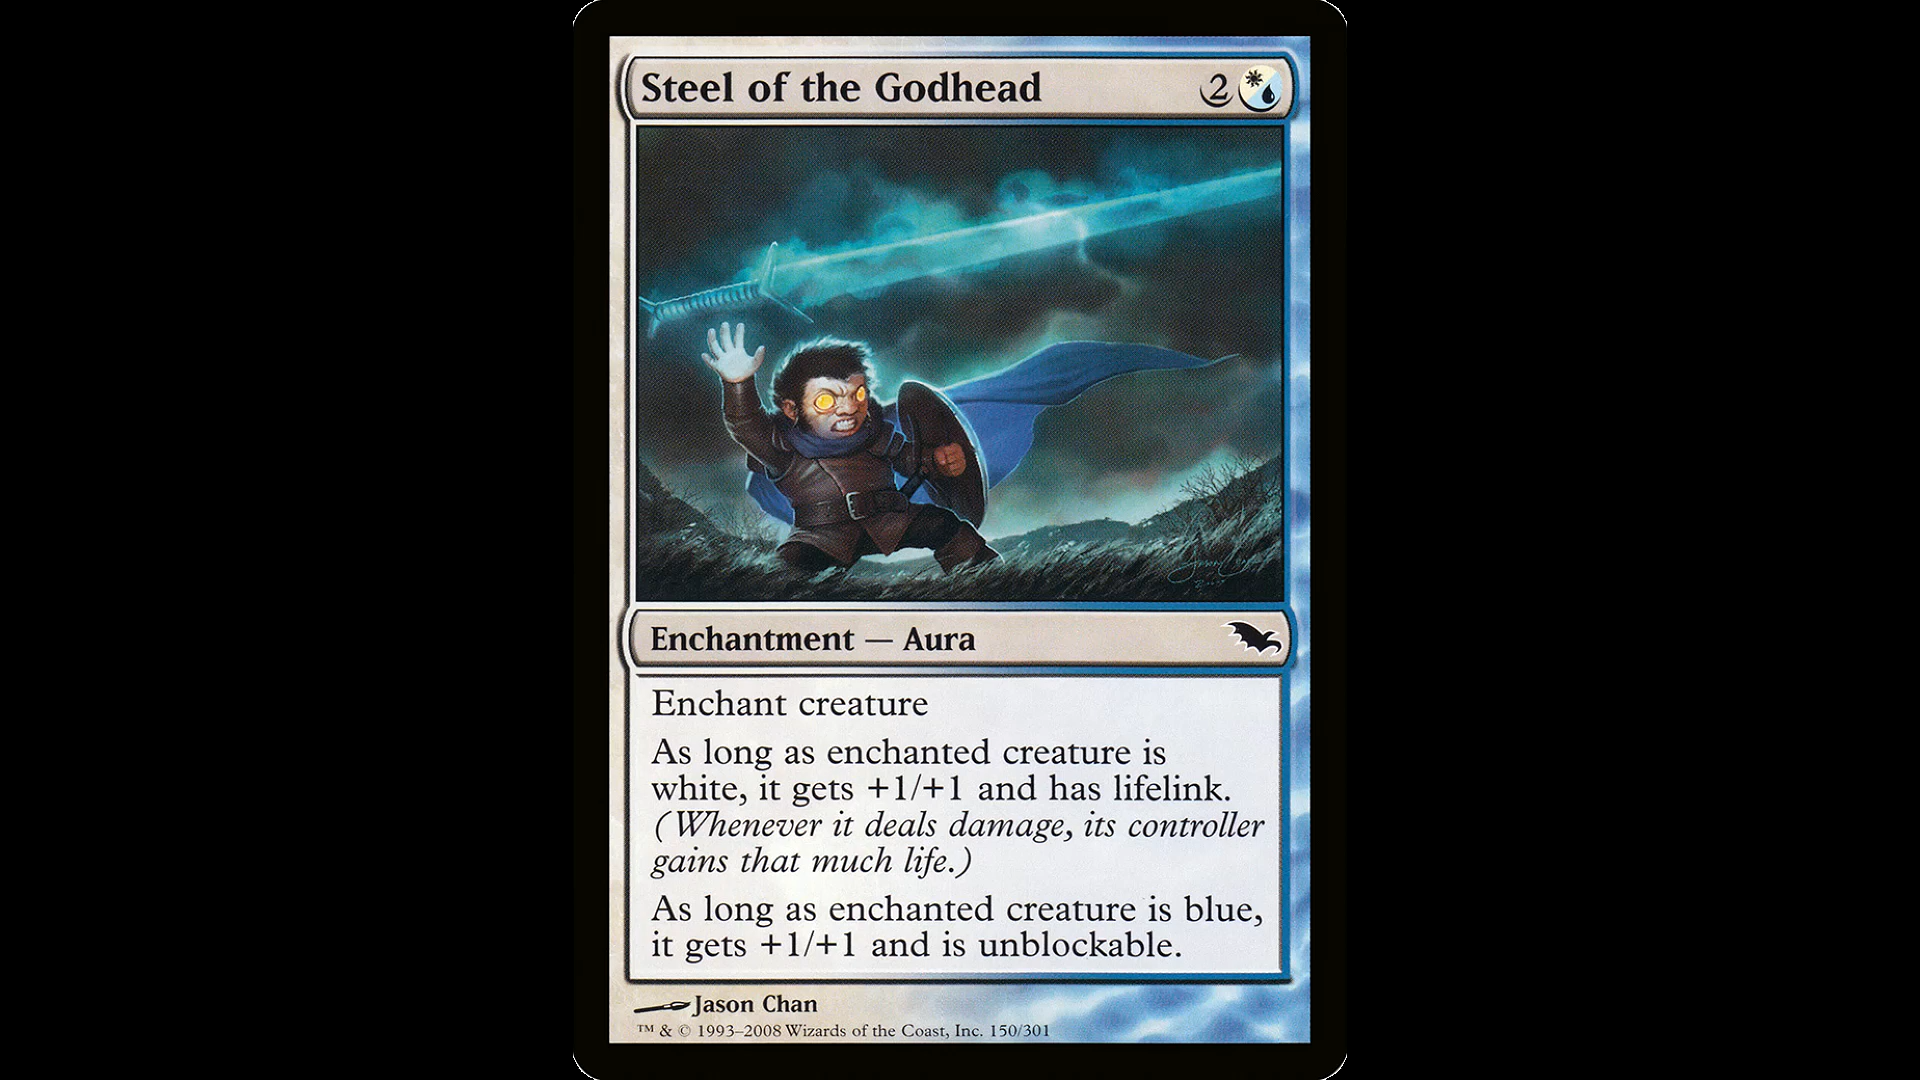 Steel of the Godhead 2
Enchantment — Aura
Enchant creature
As long as enchanted creature is
white, it gets +1/+1 and has lifelink.
(Whenever it deals damage, its controller
gains that much life.)
As long as enchanted creature is blue,
it gets +1/+1 and is unblockable.
Jason Chan
™ & © 1993–2008 Wizards of the Coast, Inc. 150/301